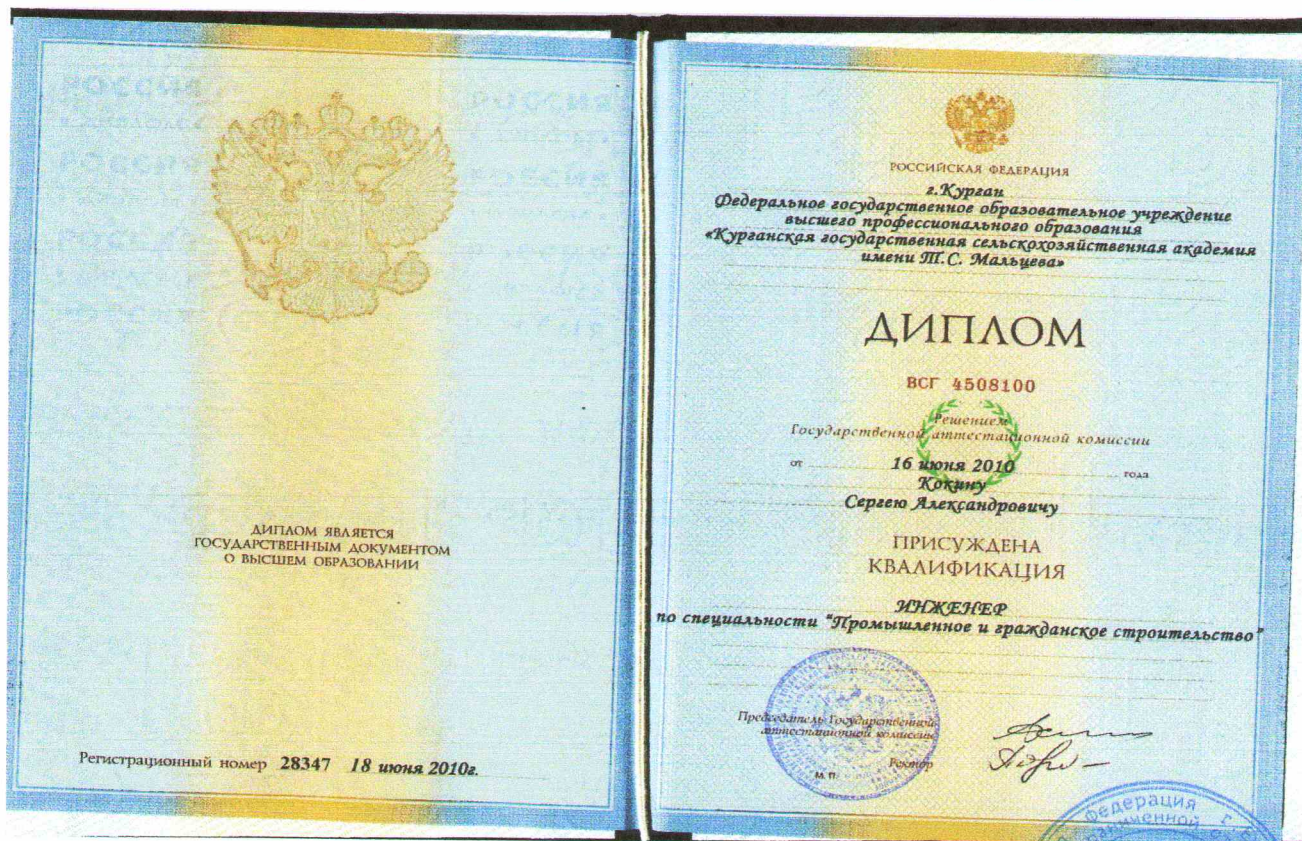 ДИПЛОМ ЯВЛЯЕТСЯ
ГОСУДАРСТВЕННЫМ ДОКУМЕНТОМ
О ВЫСШЕМ ОБРАЗОВАНИИ
Регистрационный номер 28347 18 июня 2010г.
РОССИЙСКАЯ ФЕДЕРАЦИЯ
г.Курган
Федеральное государственное образовательное учреждение
высшего профессионального образования
«Курганская государственная сельскохозяйственная академия
имени Т.С. Мальцева»
ДИПЛОМ
ВСГ 4508100
Решением
Государственной аттестационной комиссии
от 16 июня 2010 года
Кокину
Сергею Александровичу
ПРИСУЖДЕНА
КВАЛИФИКАЦИЯ
ИНЖЕНЕР
по специальности "Промышленное и гражданское строительство"
Председатель Государственной
аттестационной комиссии
Ректор
М.П.
Федерация